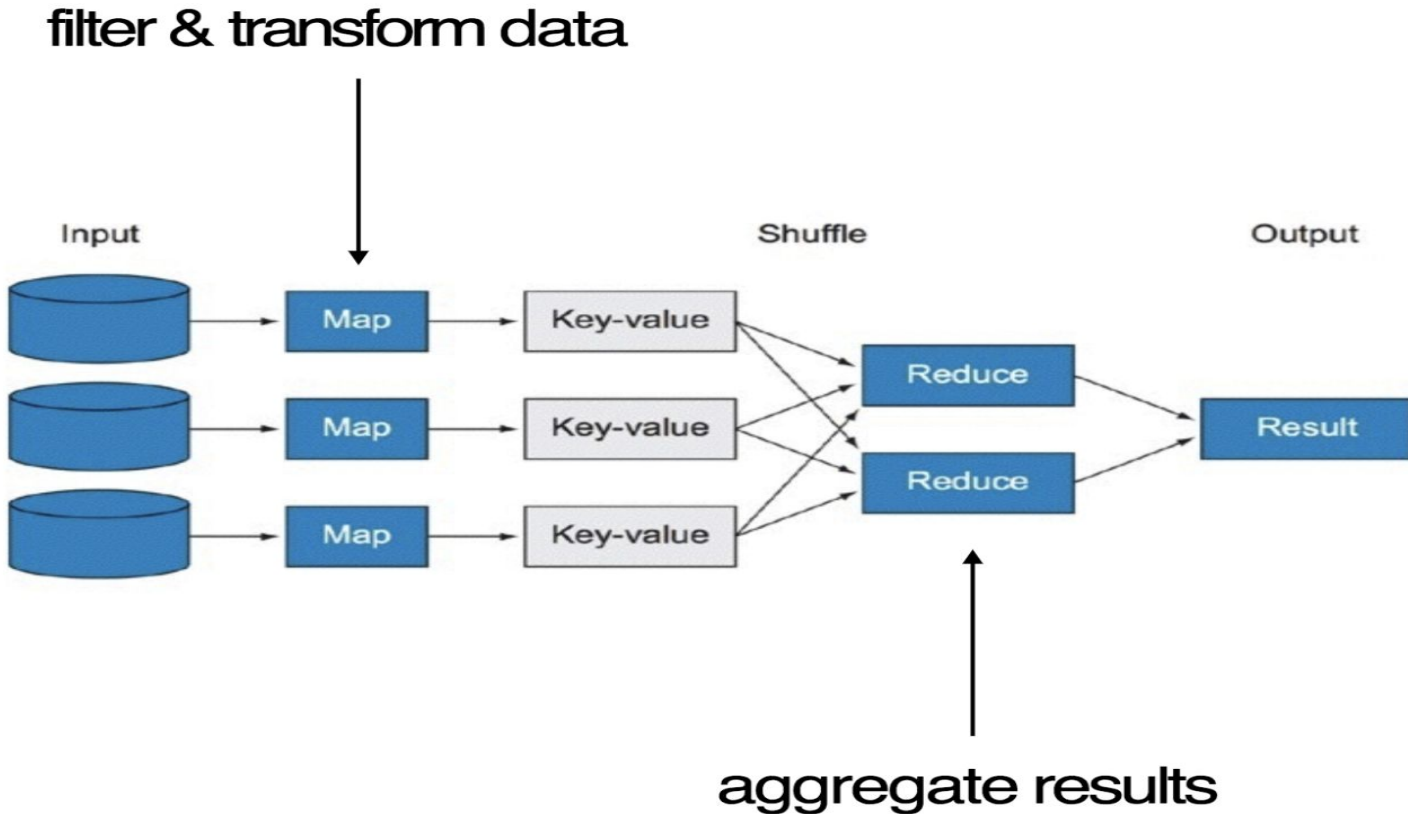 filter & transform data
Input
Shuffle
Output
Map
Key-value
Reduce
Map
Key-value
Result
Reduce
Map
Key-value
aggregate results